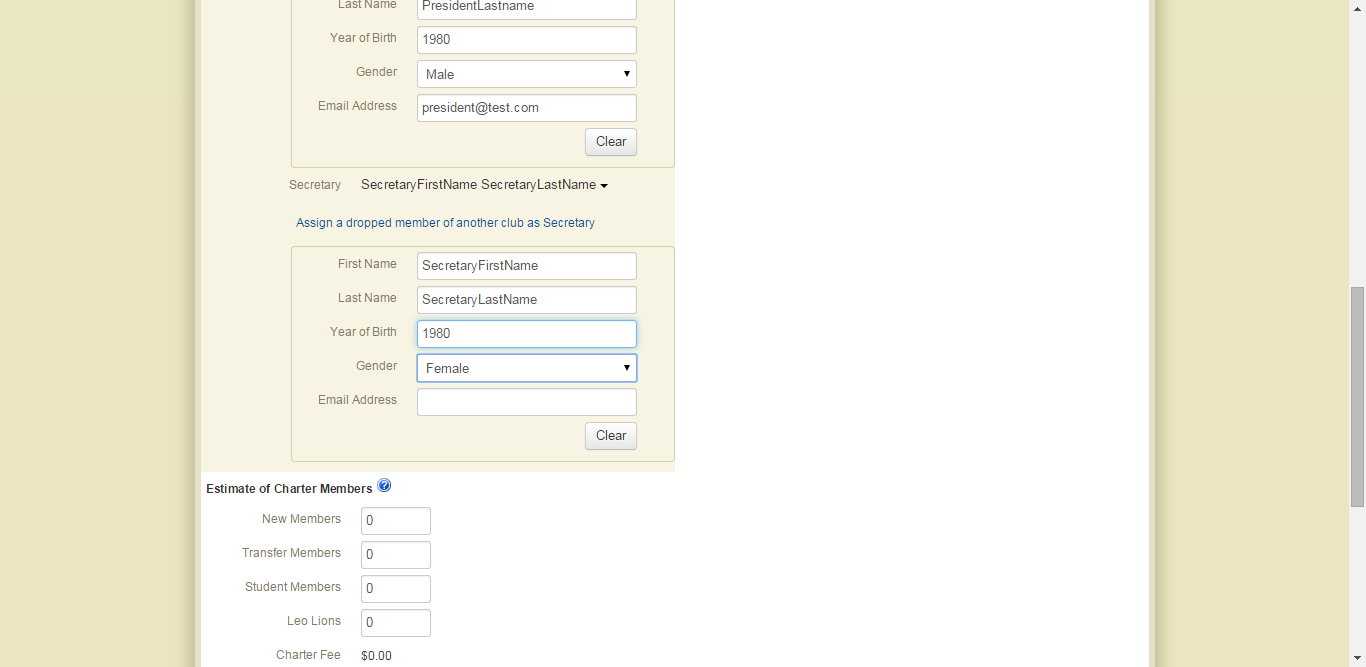 Last Name PresidentLastname
Year of Birth 1980
Gender Male
Email Address president@test.com
Clear
Secretary SecretaryFirstName SecretaryLastName
Assign a dropped member of another club as Secretary
First Name SecretaryFirstName
Last Name SecretaryLastName
Year of Birth 1980
Gender Female
Email Address
Clear
Estimate of Charter Members ?
New Members 0
Transfer Members 0
Student Members 0
Leo Lions 0
Charter Fee $0.00